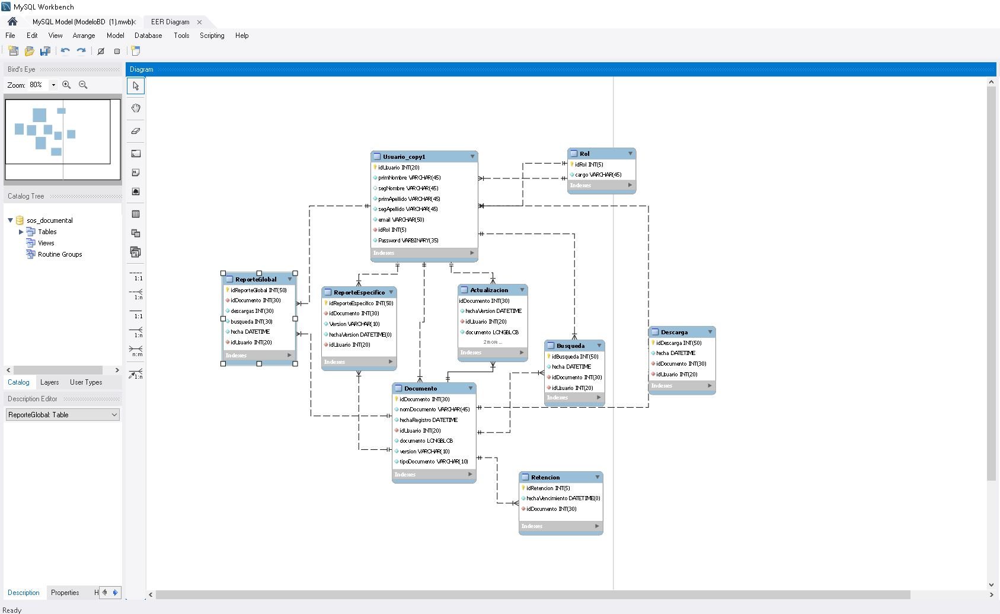 MySQL Workbench
MySQL Model (ModeloBD (1).mwb)
EER Diagram
File Edit View Arrange Model Database Tools Scripting Help
Bird's Eye
Zoom: 80%
Catalog Tree
sos_documental
Tables
Views
Routine Groups
Catalog Layers User Types
Description Editor
ReporteGlobal: Table
Description Properties H
Ready
Diagram
1:1
1:n
1:1
1:n
n:m
1:n
Usuario_copy1
idUsuario INT(20)
primNombre VARCHAR(45)
segNombre VARCHAR(45)
primApellido VARCHAR(45)
segApellido VARCHAR(45)
email VARCHAR(50)
idRol INT(5)
Password VARBINARY(35)
Indexes
Rol
idRol INT(5)
cargo VARCHAR(45)
Indexes
ReporteGlobal
idReporteGlobal INT(50)
idDocumento INT(30)
descargas INT(30)
busqueda INT(30)
fecha DATETIME
idUsuario INT(20)
Indexes
ReporteEspecifico
idReporteEspecifico INT(50)
idDocumento INT(30)
Version VARCHAR(10)
fechaVersion DATETIME(0)
idUsuario INT(20)
Indexes
Actualizacion
idDocumento INT(30)
fechaVersion DATETIME
idUsuario INT(20)
documento LONGBLOB
2 more ...
Indexes
Busqueda
idBusqueda INT(50)
fecha DATETIME
idDocumento INT(30)
idUsuario INT(20)
Indexes
Descarga
idDescarga INT(50)
fecha DATETIME
idDocumento INT(30)
idUsuario INT(20)
Indexes
Documento
idDocumento INT(30)
nomDocumento VARCHAR(45)
fechaRegistro DATETIME
idUsuario INT(20)
documento LONGBLOB
version VARCHAR(10)
tipoDocumento VARCHAR(10)
Indexes
Retencion
idRetencion INT(5)
fechaVencimiento DATETIME(0)
idDocumento INT(30)
Indexes